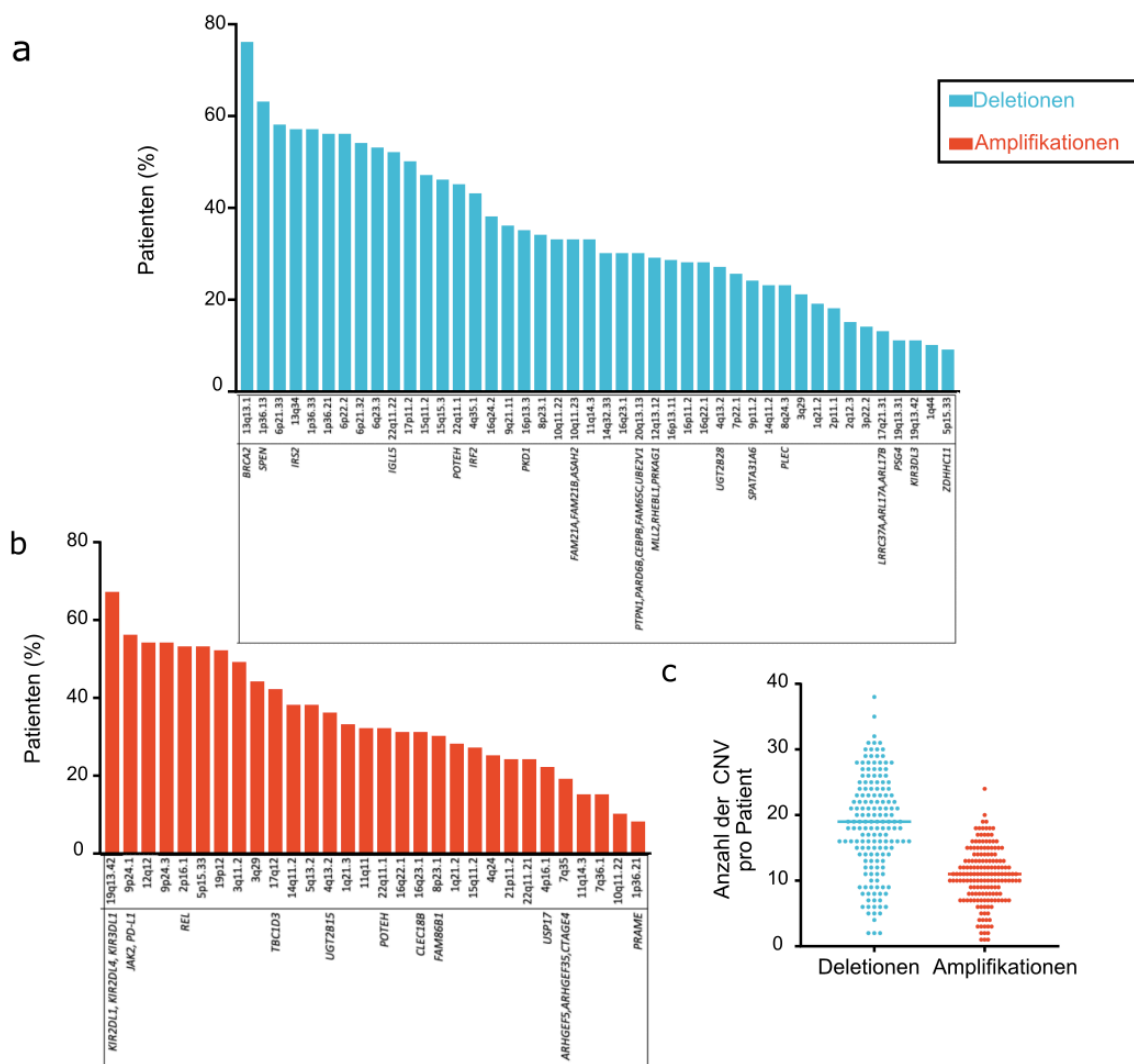 a
80
60
40
20
0
Patienten (%)
Deletionen
Amplifikationen
13q13.1
1p36.13
6p21.33
13q34
1p36.33
1p36.21
6p22.2
6p21.32
6q23.3
22q11.22
17p11.2
15q11.2
15q15.3
22q11.1
4q35.1
16q24.2
9q21.11
16p13.3
8p23.1
10q11.22
10q11.23
11q14.3
14q32.33
16q23.1
20q13.13
12q13.12
16p13.11
16p11.2
16q22.1
4q13.2
7p22.1
9p11.2
14q11.2
8q24.3
3q29
1q21.2
2p11.1
2q12.3
3p22.2
17q21.31
19q13.31
19q13.42
1q44
5p15.33
BRCA2
SPEN
IRS2
IGLL5
POTEH
IRF2
PKD1
FAM21A,FAM21B,ASAH2
PTPN1,PARD6B,CEBPB,FAM65C,UBE2V1
MLL2,RHEBL1,PRKAG1
UGT2B28
SPATA31A6
PLEC
LRRC37A,ARL17A,ARL17B
PSG4
KIR3DL3
ZDHHC11
b
80
60
40
20
0
Patienten (%)
19q13.42
9p24.1
12q12
9p24.3
2p16.1
5p15.33
19p12
3q11.2
3q29
17q12
14q11.2
5q13.2
4q13.2
1q21.3
11q11
22q11.1
16q22.1
16q23.1
8p23.1
1q21.2
15q11.2
4q24
21p11.2
22q11.21
4p16.1
7q35
11q14.3
7q36.1
10q11.22
1p36.21
KIR2DL1, KIR2DL4, KIR3DL1
JAK2, PD-L1
REL
TBC1D3
UGT2B15
POTEH
CLEC18B
FAM86B1
USP17
ARHGEF5,ARHGEF35,CTAGE4
PRAME
c
40
30
20
10
0
Anzahl der CNV
pro Patient
Deletionen
Amplifikationen